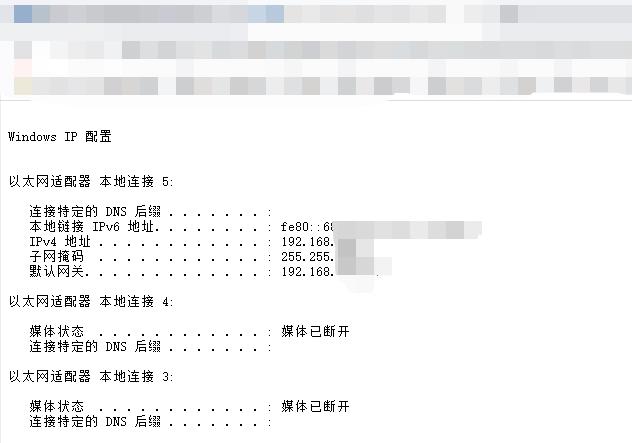 Windows IP 配置
以太网适配器 本地连接 5:
连接特定的 DNS 后缀 . . . . . . . :
本地链接 IPv6 地址. . . . . . . . : fe80::68
IPv4 地址 . . . . . . . . . . . . : 192.168.
子网掩码  . . . . . . . . . . . . : 255.255.
默认网关. . . . . . . . . . . . . : 192.168.
以太网适配器 本地连接 4:
媒体状态  . . . . . . . . . . . . : 媒体已断开
连接特定的 DNS 后缀 . . . . . . . :
以太网适配器 本地连接 3:
媒体状态  . . . . . . . . . . . . : 媒体已断开
连接特定的 DNS 后缀 . . . . . . . :